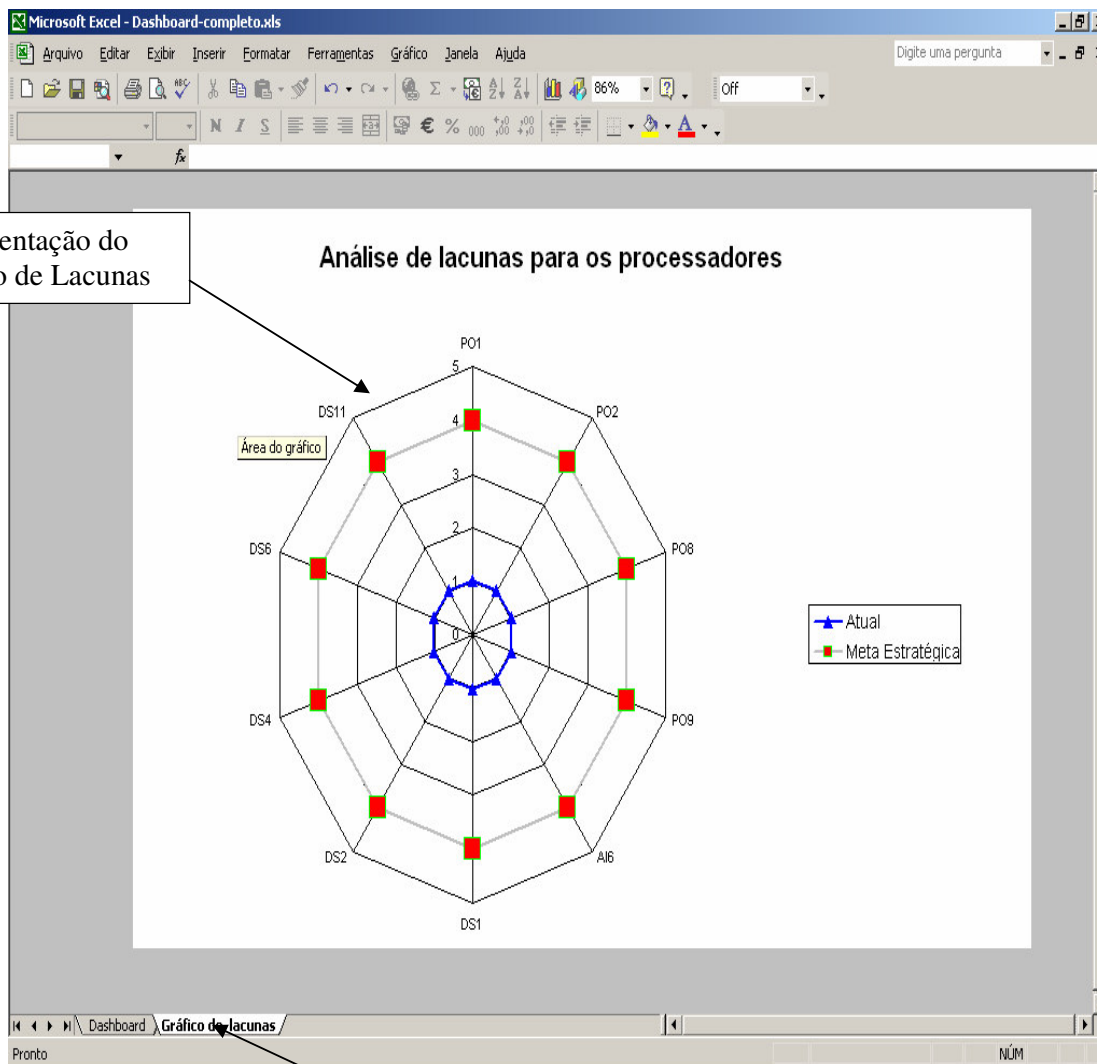 Microsoft Excel - Dashboard-completo.xls
Arquivo Editar Exibir Inserir Formatar Ferramentas Gráfico Janela Ajuda
Digite uma pergunta
86%
Off
N I S
€ % 000
fx
entação do
o de Lacunas
Análise de lacunas para os processadores
PO1
5
DS11
PO2
4
Área do gráfico
3
2
DS6
PO8
1
0
Atual
Meta Estratégica
DS4
PO9
DS2
AI6
DS1
Dashboard Gráfico de lacunas
Pronto
NÚM